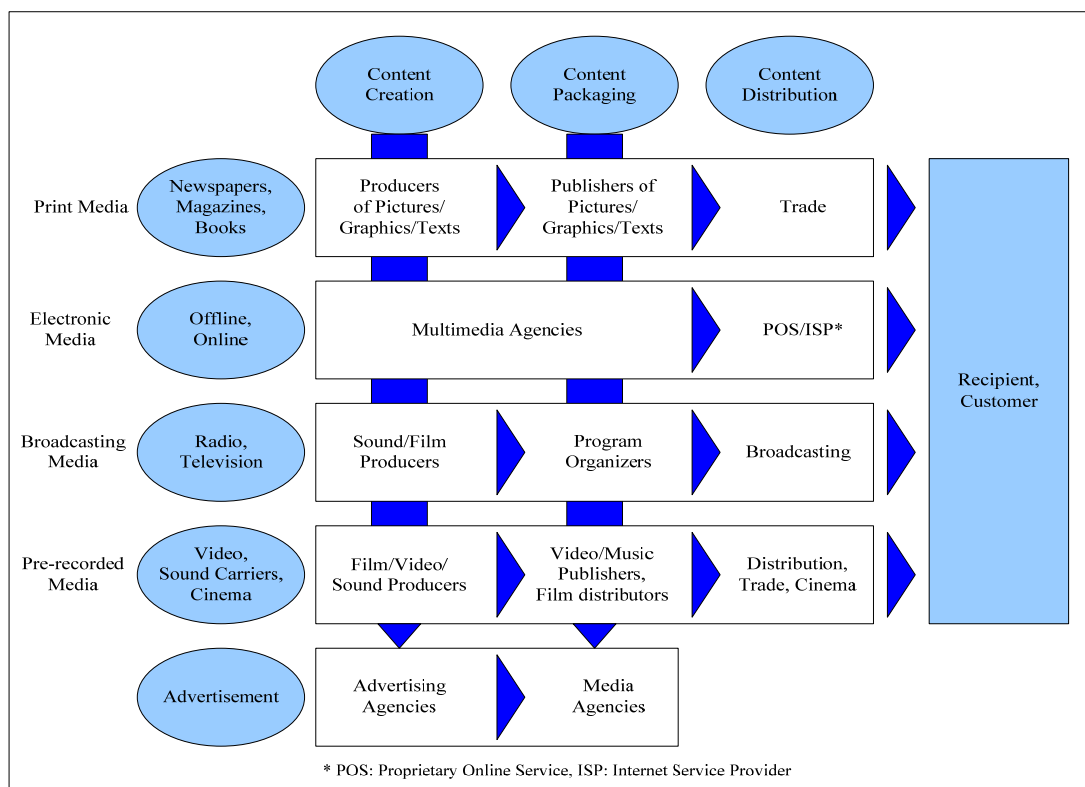 Content
Creation
Content
Packaging
Content
Distribution
Print Media
Newspapers,
Magazines,
Books
Producers
of Pictures/
Graphics/Texts
Publishers of
Pictures/
Graphics/Texts
Trade
Electronic
Media
Offline,
Online
Multimedia Agencies
POS/ISP*
Recipient,
Customer
Broadcasting
Media
Radio,
Television
Sound/Film
Producers
Program
Organizers
Broadcasting
Pre-recorded
Media
Video,
Sound Carriers,
Cinema
Film/Video/
Sound Producers
Video/Music
Publishers,
Film distributors
Distribution,
Trade, Cinema
Advertisement
Advertising
Agencies
Media
Agencies
* POS: Proprietary Online Service, ISP: Internet Service Provider